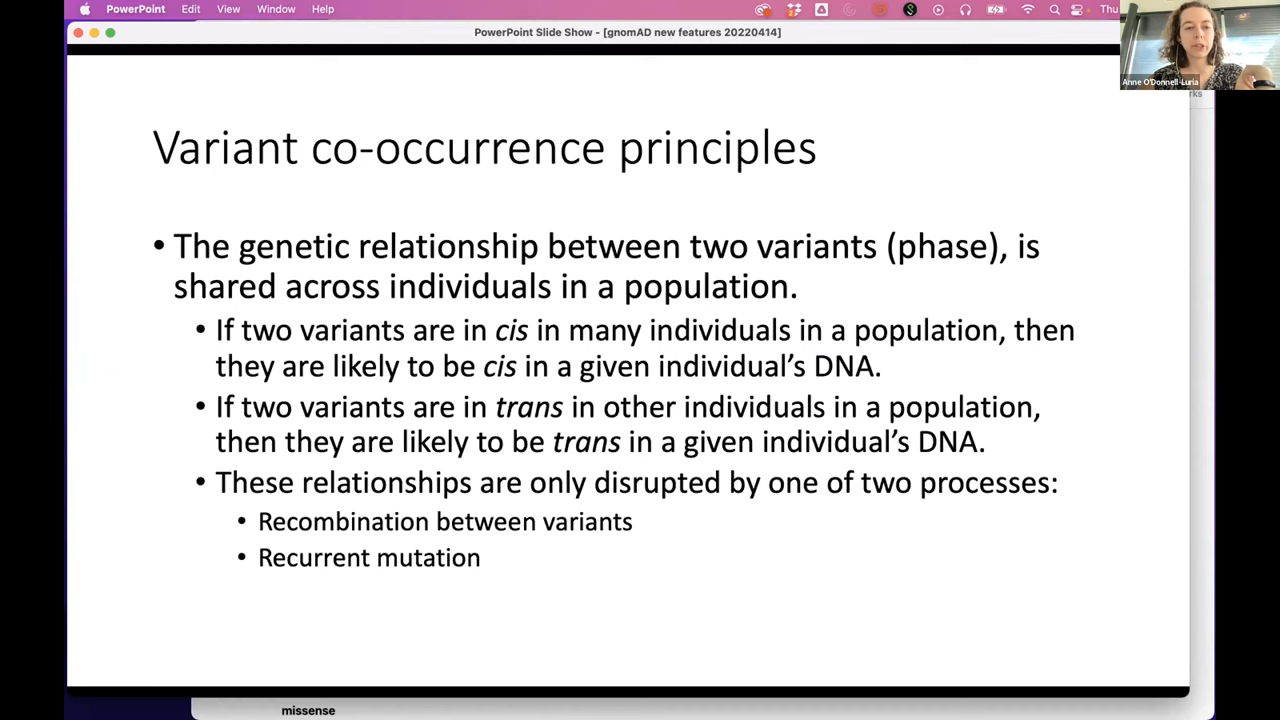 PowerPoint Edit View Window Help Thu
PowerPoint Slide Show - [gnomAD new features 20220414]
Anne O'Donnell-Luria
rks
Variant co-occurrence principles
• The genetic relationship between two variants (phase), is
shared across individuals in a population.
• If two variants are in cis in many individuals in a population, then
they are likely to be cis in a given individual’s DNA.
• If two variants are in trans in other individuals in a population,
then they are likely to be trans in a given individual’s DNA.
• These relationships are only disrupted by one of two processes:
• Recombination between variants
• Recurrent mutation
missense